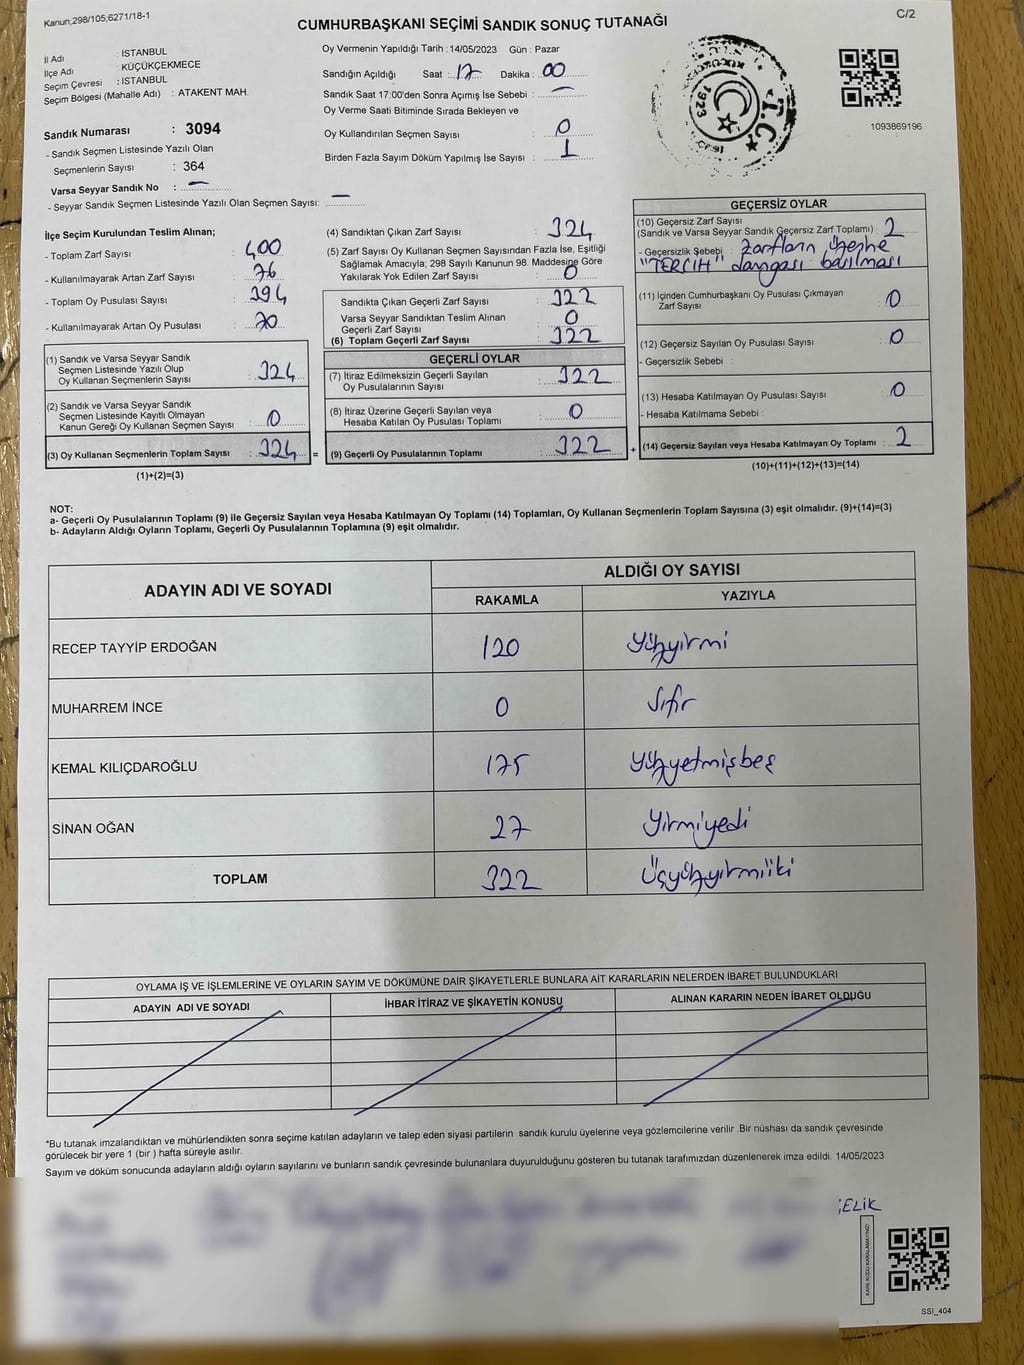 Kanun;298/105;6271/18-1
C/2
CUMHURBAŞKANI SEÇİMİ SANDIK SONUÇ TUTANAĞI
İl Adı : İSTANBUL
İlçe Adı : KÜÇÜKÇEKMECE
Seçim Çevresi : İSTANBUL
Seçim Bölgesi (Mahalle Adı) : ATAKENT MAH.
Sandık Numarası : 3094
- Sandık Seçmen Listesinde Yazılı Olan
Seçmenlerin Sayısı : 364
Varsa Seyyar Sandık No : —
- Seyyar Sandık Seçmen Listesinde Yazılı Olan Seçmen Sayısı: —
Oy Vermenin Yapıldığı Tarih : 14/05/2023 Gün : Pazar
Sandığın Açıldığı Saat : 17 Dakika : 00
Sandık Saat 17:00'den Sonra Açımış İse Sebebi : —
Oy Verme Saati Bitiminde Sırada Bekleyen ve
Oy Kullandırılan Seçmen Sayısı : 0
Birden Fazla Sayım Döküm Yapılmış İse Sayısı : 1
T.C.
1923
1093869196
İlçe Seçim Kurulundan Teslim Alınan;
- Toplam Zarf Sayısı : 400
- Kullanılmayarak Artan Zarf Sayısı : 76
- Toplam Oy Pusulası Sayısı : 394
- Kullanılmayarak Artan Oy Pusulası : 70
(1) Sandık ve Varsa Seyyar Sandık
Seçmen Listesinde Yazılı Olup
Oy Kullanan Seçmenlerin Sayısı : 324
(2) Sandık ve Varsa Seyyar Sandık
Seçmen Listesinde Kayıtlı Olmayan
Kanun Gereği Oy Kullanan Seçmen Sayısı : 0
(3) Oy Kullanan Seçmenlerin Toplam Sayısı : 324 =
(1)+(2)=(3)
(4) Sandıktan Çıkan Zarf Sayısı : 324
(5) Zarf Sayısı Oy Kullanan Seçmen Sayısından Fazla İse, Eşitliği
Sağlamak Amacıyla, 298 Sayılı Kanunun 98. Maddesine Göre
Yakılarak Yok Edilen Zarf Sayısı : 0
Sandıkta Çıkan Geçerli Zarf Sayısı : 322
Varsa Seyyar Sandıktan Teslim Alınan
Geçerli Zarf Sayısı : 0
(6) Toplam Geçerli Zarf Sayısı : 322
GEÇERLİ OYLAR
(7) İtiraz Edilmeksizin Geçerli Sayılan
Oy Pusulalarının Sayısı : 322
(8) İtiraz Üzerine Geçerli Sayılan veya
Hesaba Katılan Oy Pusulası Toplamı : 0
(9) Geçerli Oy Pusulalarının Toplamı : 322 +
GEÇERSİZ OYLAR
(10) Geçersiz Zarf Sayısı
(Sandık ve Varsa Seyyar Sandık Geçersiz Zarf Toplamı) : 2
- Geçersizlik Sebebi : Zarfların üzerine
"TERCİH" damgası basılması
(11) İçinden Cumhurbaşkanı Oy Pusulası Çıkmayan
Zarf Sayısı : 0
(12) Geçersiz Sayılan Oy Pusulası Sayısı : 0
- Geçersizlik Sebebi :
(13) Hesaba Katılmayan Oy Pusulası Sayısı : 0
- Hesaba Katılmama Sebebi :
(14) Geçersiz Sayılan veya Hesaba Katılmayan Oy Toplamı : 2
(10)+(11)+(12)+(13)=(14)
NOT:
a- Geçerli Oy Pusulalarının Toplamı (9) ile Geçersiz Sayılan veya Hesaba Katılmayan Oy Toplamı (14) Toplamları, Oy Kullanan Seçmenlerin Toplam Sayısına (3) eşit olmalıdır. (9)+(14)=(3)
b- Adayların Aldığı Oyların Toplamı, Geçerli Oy Pusulalarının Toplamına (9) eşit olmalıdır.
ADAYIN ADI VE SOYADI
ALDIĞI OY SAYISI
RAKAMLA YAZIYLA
RECEP TAYYİP ERDOĞAN 120 Yüzyirmi
MUHARREM İNCE 0 Sıfır
KEMAL KILIÇDAROĞLU 175 Yüzyetmişbeş
SİNAN OĞAN 27 Yirmiyedi
TOPLAM 322 Üçyüzyirmiiki
OYLAMA İŞ VE İŞLEMLERİNE VE OYLARIN SAYIM VE DÖKÜMÜNE DAİR ŞİKAYETLERLE BUNLARA AİT KARARLARIN NELERDEN İBARET BULUNDUKLARI
ADAYIN ADI VE SOYADI İHBAR İTİRAZ VE ŞİKAYETİN KONUSU ALINAN KARARIN NEDEN İBARET OLDUĞU
*Bu tutanak imzalandıktan ve mühürlendikten sonra seçime katılan adayların ve talep eden siyasi partilerin sandık kurulu üyelerine veya gözlemcilerine verilir .Bir nüshası da sandık çevresinde
görülecek bir yere 1 (bir ) hafta süreyle asılır.
Sayım ve döküm sonucunda adayların aldığı oyların sayılarını ve bunların sandık çevresinde bulunanlara duyurulduğunu gösteren bu tutanak tarafımızdan düzenlenerek imza edildi. 14/05/2023
ELİK
KARE KODU KARALAMAYINIZ!
SSI_404